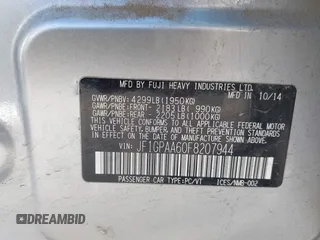 MFD BY FUJI HEAVY INDUSTRIES LTD.
GVWR/PNBV: 4299LB(1950KG) 10/14
GAWR/PNBE:FRONT- 2183LB( 990KG)
GAWR/PNBE:REAR - 2205LB(1000KG)
THIS VEHICLE CONFORMS TO ALL APPLICABLE
FEDERAL MOTOR VEHICLE SAFETY, BUMPER, AND
THEFT PREVENTION STANDARDS IN EFFECT ON THE
DATE OF MANUFACTURE SHOWN ABOVE.
VIN: JF1GPAA60F8207944
PASSENGER CAR TYPE:PC/VT ICES/NMB-002
DREAMBID